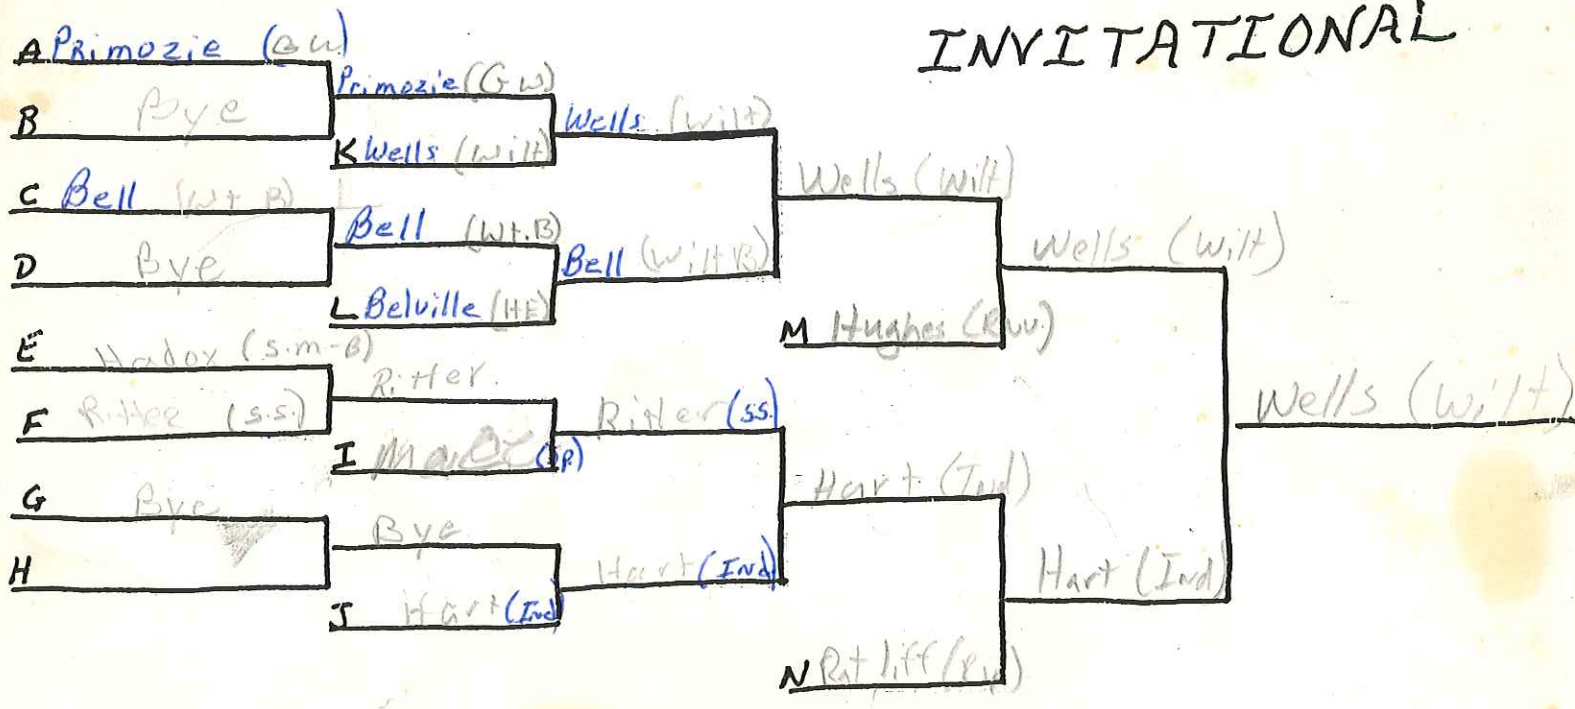 INVITATIONAL
A Primozie (G W)
B Bye
Primozie (G W)
K Wells (Wilt)
Wells (Wilt)
C Bell (Wt B)
D Bye
Bell (Wt.B)
L Belville (HE)
Bell (Wilt B)
Wells (Wilt)
M Hughes
Wells (Wilt)
E Hadox (S.m-B)
F Ritter (S.S.)
Ritter
I
Ritter (SS.)
G Bye
H
Bye
J Hart (Ind)
Hart (Ind)
Hart (Ind)
N Ratliff
Hart (Ind)
Wells (Wilt)